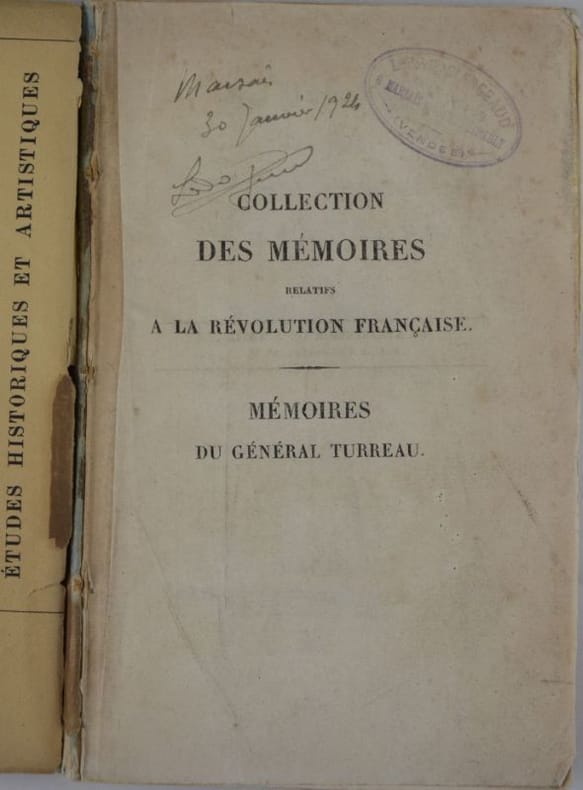 ÉTUDES HISTORIQUES ET ARTISTIQUES
Marsais
30 Janvier 1924
(VENDÉE)
COLLECTION
DES MÉMOIRES
RELATIFS
A LA RÉVOLUTION FRANÇAISE.
MÉMOIRES
DU GÉNÉRAL TURREAU.